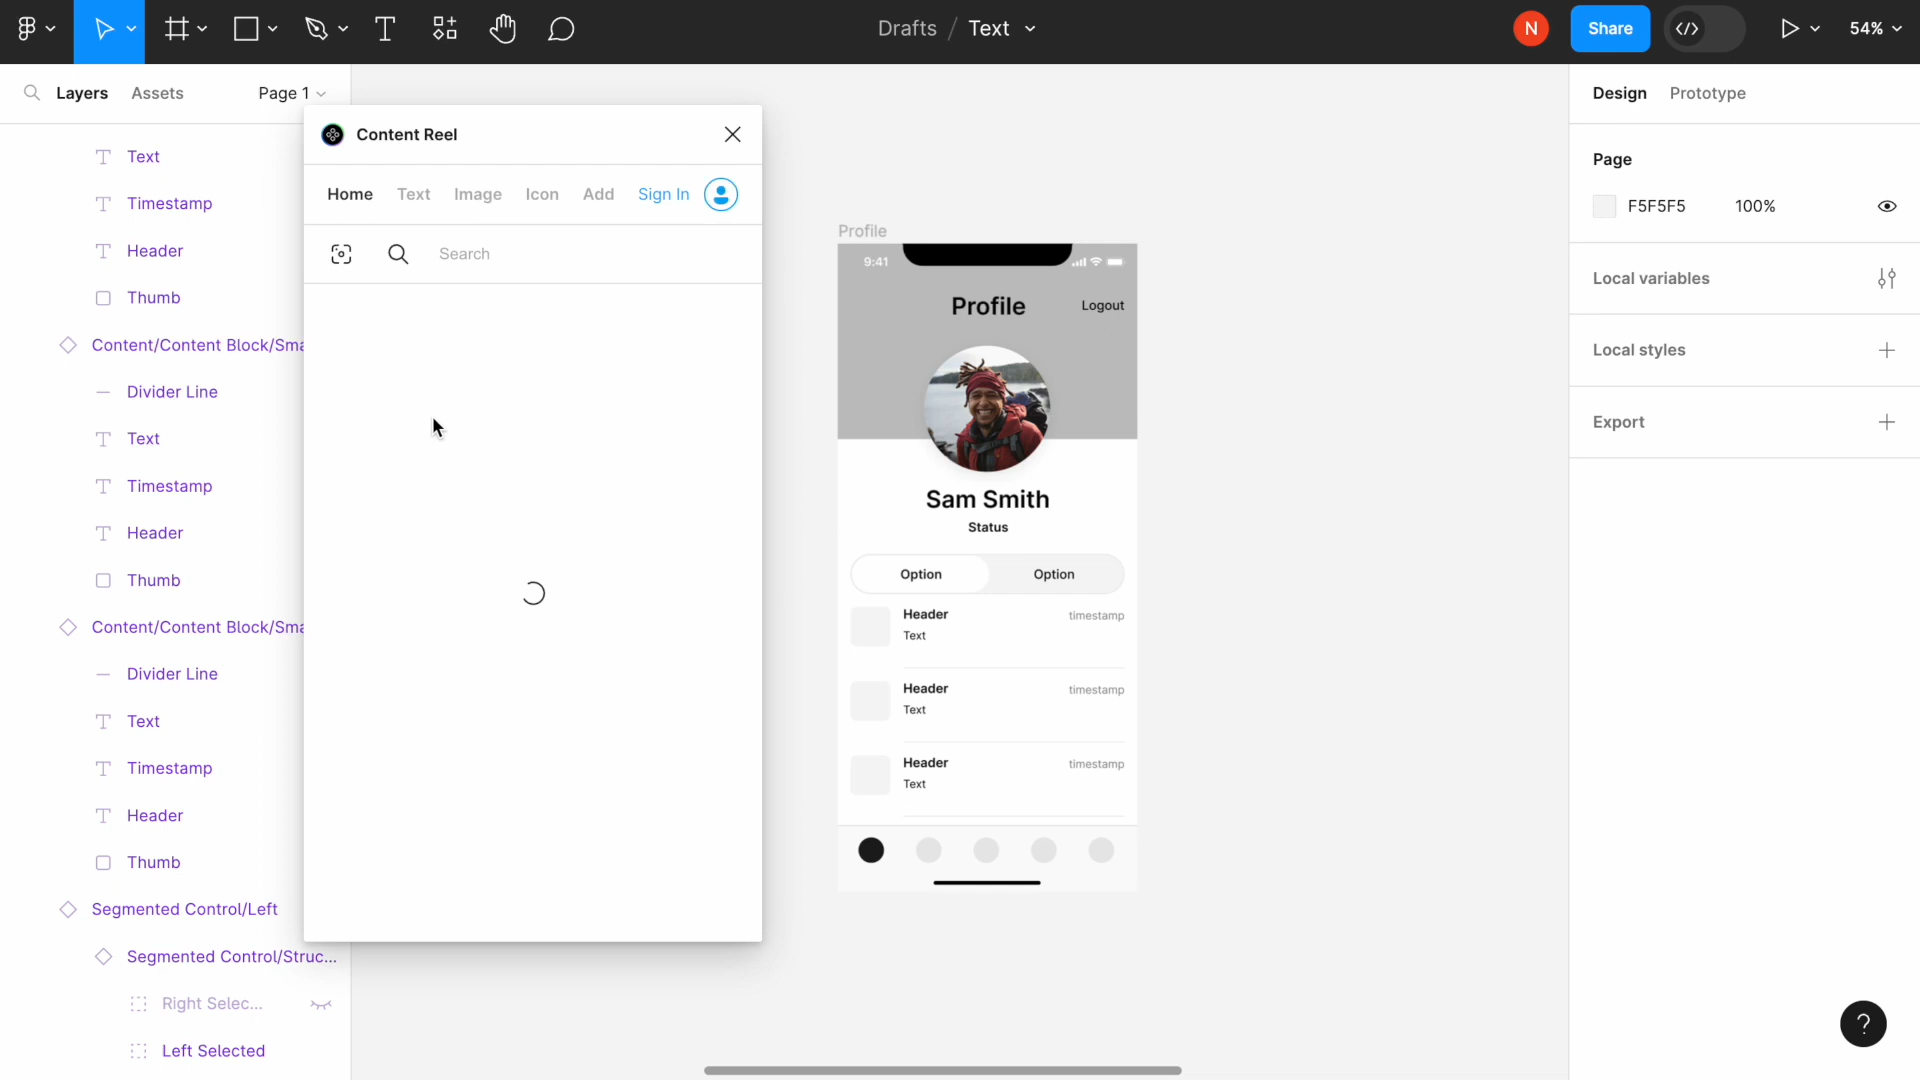 Drafts / Text
N
Share
54%
Layers
Assets
Page 1
Text
Timestamp
Header
Thumb
Content/Content Block/Sma
Divider Line
Text
Timestamp
Header
Thumb
Content/Content Block/Sma
Divider Line
Text
Timestamp
Header
Thumb
Segmented Control/Left
Segmented Control/Struc...
Right Selec...
Left Selected
Content Reel
Home
Text
Image
Icon
Add
Sign In
Search
Profile
9:41
Profile
Logout
Sam Smith
Status
Option
Option
Header
timestamp
Text
Header
timestamp
Text
Header
timestamp
Text
Design
Prototype
Page
F5F5F5
100%
Local variables
Local styles
Export
?